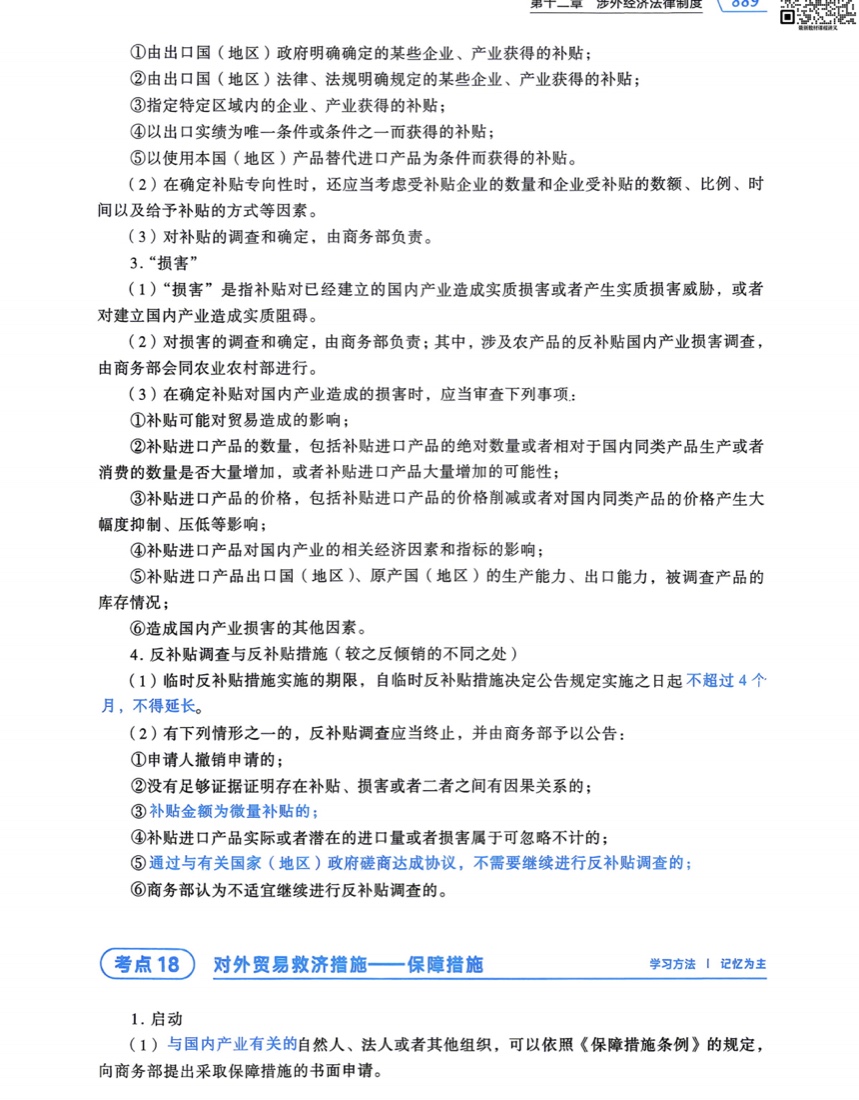 第十二章 涉外经济法律制度 889
①由出口国（地区）政府明确确定的某些企业、产业获得的补贴；
②由出口国（地区）法律、法规明确规定的某些企业、产业获得的补贴；
③指定特定区域内的企业、产业获得的补贴；
④以出口实绩为唯一条件或条件之一而获得的补贴；
⑤以使用本国（地区）产品替代进口产品为条件而获得的补贴。
（2）在确定补贴专向性时，还应当考虑受补贴企业的数量和企业受补贴的数额、比例、时
间以及给予补贴的方式等因素。
（3）对补贴的调查和确定，由商务部负责。
3.“损害”
（1）“损害”是指补贴对已经建立的国内产业造成实质损害或者产生实质损害威胁，或者
对建立国内产业造成实质阻碍。
（2）对损害的调查和确定，由商务部负责；其中，涉及农产品的反补贴国内产业损害调查，
由商务部会同农业农村部进行。
（3）在确定补贴对国内产业造成的损害时，应当审查下列事项：
①补贴可能对贸易造成的影响；
②补贴进口产品的数量，包括补贴进口产品的绝对数量或者相对于国内同类产品生产或者
消费的数量是否大量增加，或者补贴进口产品大量增加的可能性；
③补贴进口产品的价格，包括补贴进口产品的价格削减或者对国内同类产品的价格产生大
幅度抑制、压低等影响；
④补贴进口产品对国内产业的相关经济因素和指标的影响；
⑤补贴进口产品出口国（地区）、原产国（地区）的生产能力、出口能力，被调查产品的
库存情况；
⑥造成国内产业损害的其他因素。
4. 反补贴调查与反补贴措施（较之反倾销的不同之处）
（1）临时反补贴措施实施的期限，自临时反补贴措施决定公告规定实施之日起不超过 4 个
月，不得延长。
（2）有下列情形之一的，反补贴调查应当终止，并由商务部予以公告：
①申请人撤销申请的；
②没有足够证据证明存在补贴、损害或者二者之间有因果关系的；
③补贴金额为微量补贴的；
④补贴进口产品实际或者潜在的进口量或者损害属于可忽略不计的；
⑤通过与有关国家（地区）政府磋商达成协议，不需要继续进行反补贴调查的；
⑥商务部认为不适宜继续进行反补贴调查的。
考点 18 对外贸易救济措施——保障措施 学习方法 | 记忆为主
1. 启动
（1）与国内产业有关的自然人、法人或者其他组织，可以依照《保障措施条例》的规定，
向商务部提出采取保障措施的书面申请。